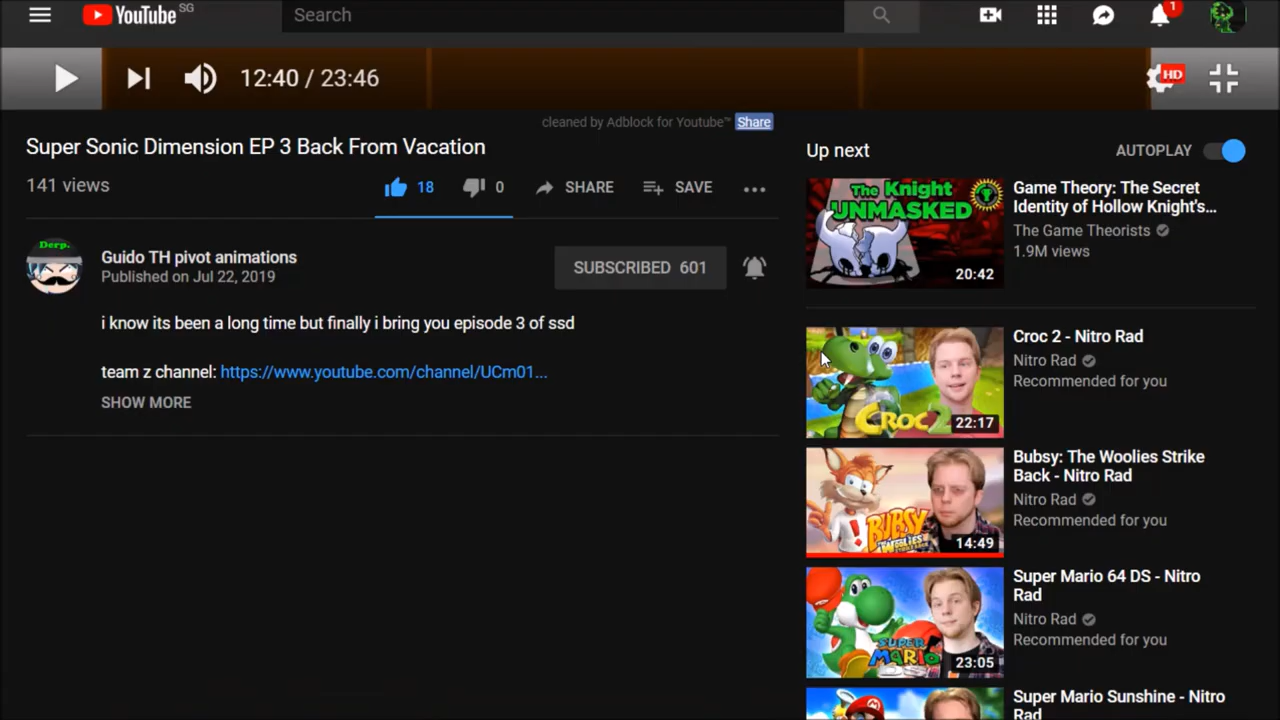 YouTube SG
Search
1
12:40 / 23:46
HD
cleaned by Adblock for Youtube™ Share
Super Sonic Dimension EP 3 Back From Vacation
141 views
18
0
SHARE
SAVE
Derp.
Guido TH pivot animations
Published on Jul 22, 2019
SUBSCRIBED 601
i know its been a long time but finally i bring you episode 3 of ssd
team z channel: https://www.youtube.com/channel/UCm01...
SHOW MORE
Up next
AUTOPLAY
The Knight
UNMASKED
20:42
Game Theory: The Secret
Identity of Hollow Knight's...
The Game Theorists
1.9M views
CROC 2
22:17
Croc 2 - Nitro Rad
Nitro Rad
Recommended for you
BUBSY
14:49
Bubsy: The Woolies Strike
Back - Nitro Rad
Nitro Rad
Recommended for you
SUPER
MARIO
23:05
Super Mario 64 DS - Nitro
Rad
Nitro Rad
Recommended for you
Super Mario Sunshine - Nitro
Rad